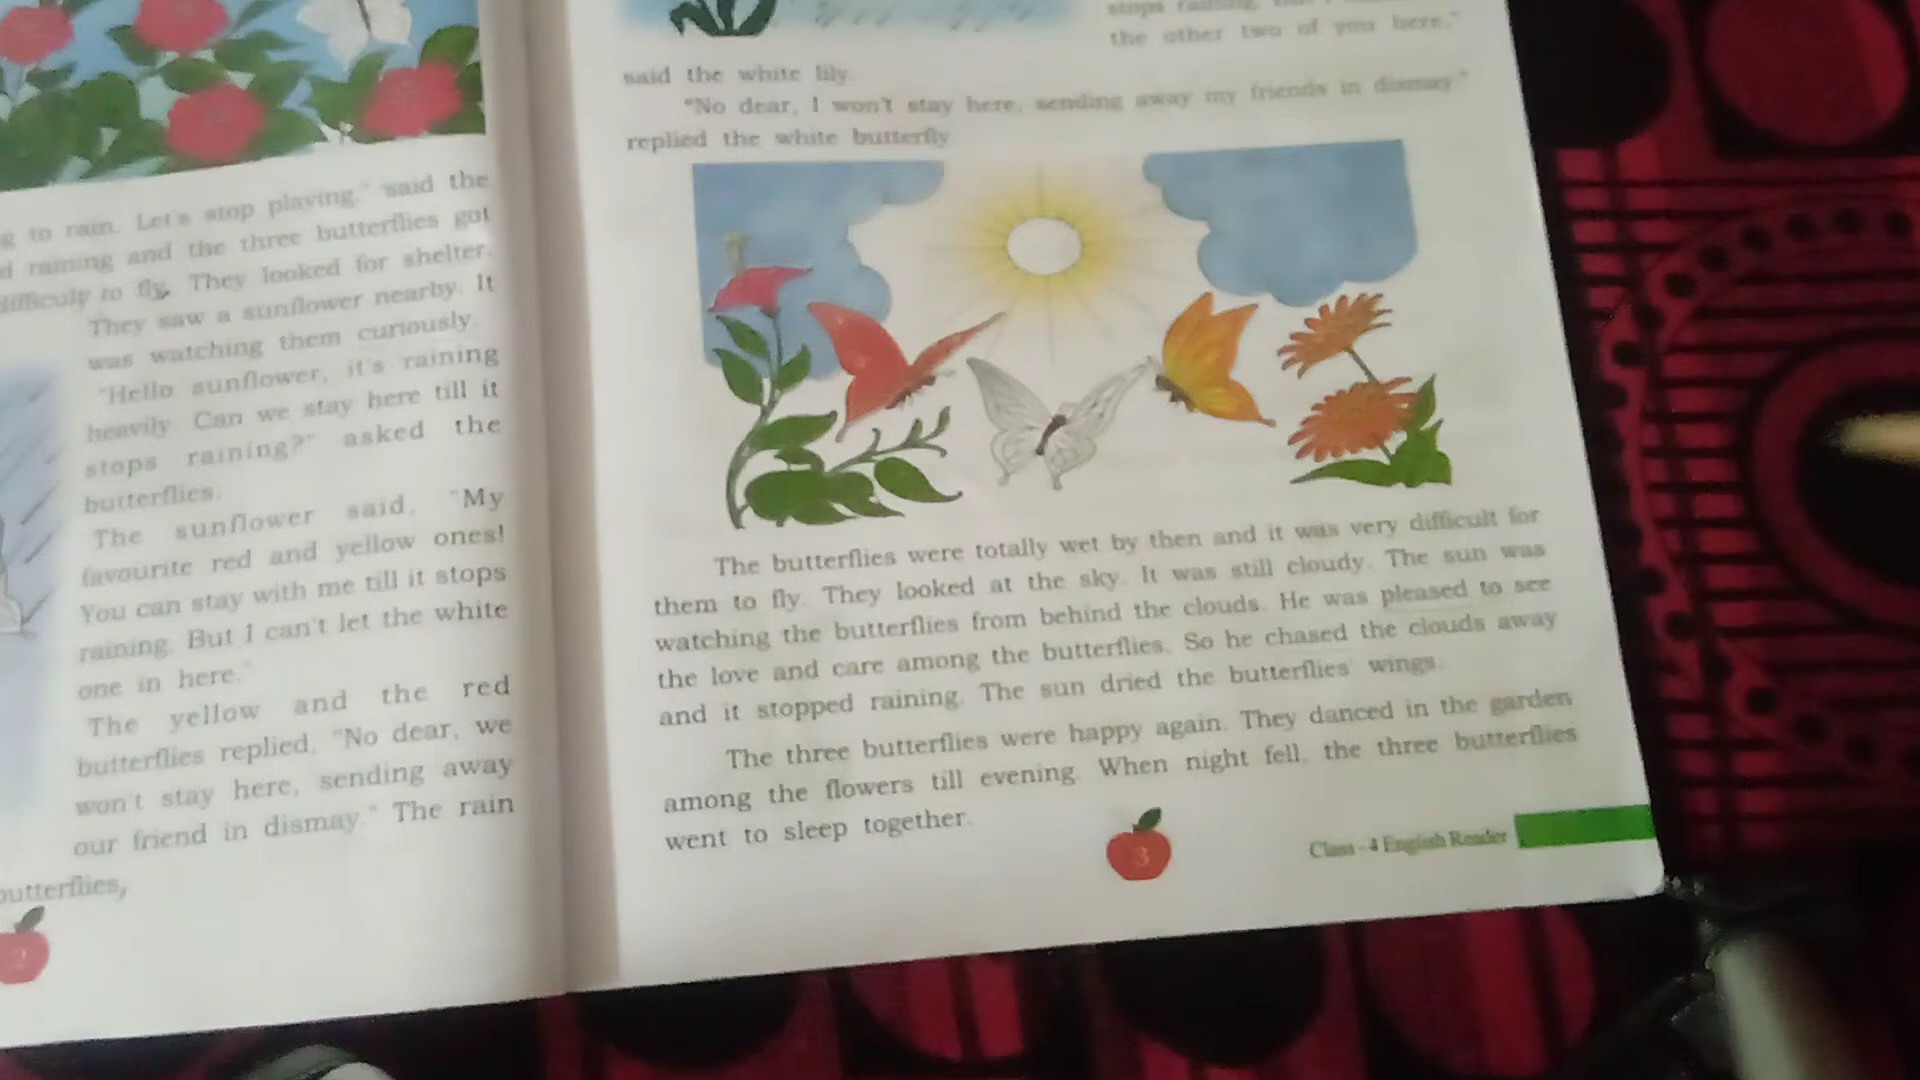 g to rain. Let's stop playing," said the
d raining and the three butterflies got
difficuly to fly. They looked for shelter.
They saw a sunflower nearby. It
was watching them curiously.
"Hello sunflower, it's raining
heavily. Can we stay here till it
stops raining?" asked the
butterflies.
The sunflower said, "My
favourite red and yellow ones!
You can stay with me till it stops
raining. But I can't let the white
one in here."
The yellow and the red
butterflies replied, "No dear, we
won't stay here, sending away
our friend in dismay." The rain
butterflies,
2
stops raining.
the other two of you here,"
said the white lily.
"No dear, I won't stay here, sending away my friends in dismay"
replied the white butterfly.
The butterflies were totally wet by then and it was very difficult for
them to fly. They looked at the sky. It was still cloudy. The sun was
watching the butterflies from behind the clouds. He was pleased to see
the love and care among the butterflies. So he chased the clouds away
and it stopped raining. The sun dried the butterflies' wings.
The three butterflies were happy again. They danced in the garden
among the flowers till evening. When night fell, the three butterflies
went to sleep together.
3
Class - 4 English Reader